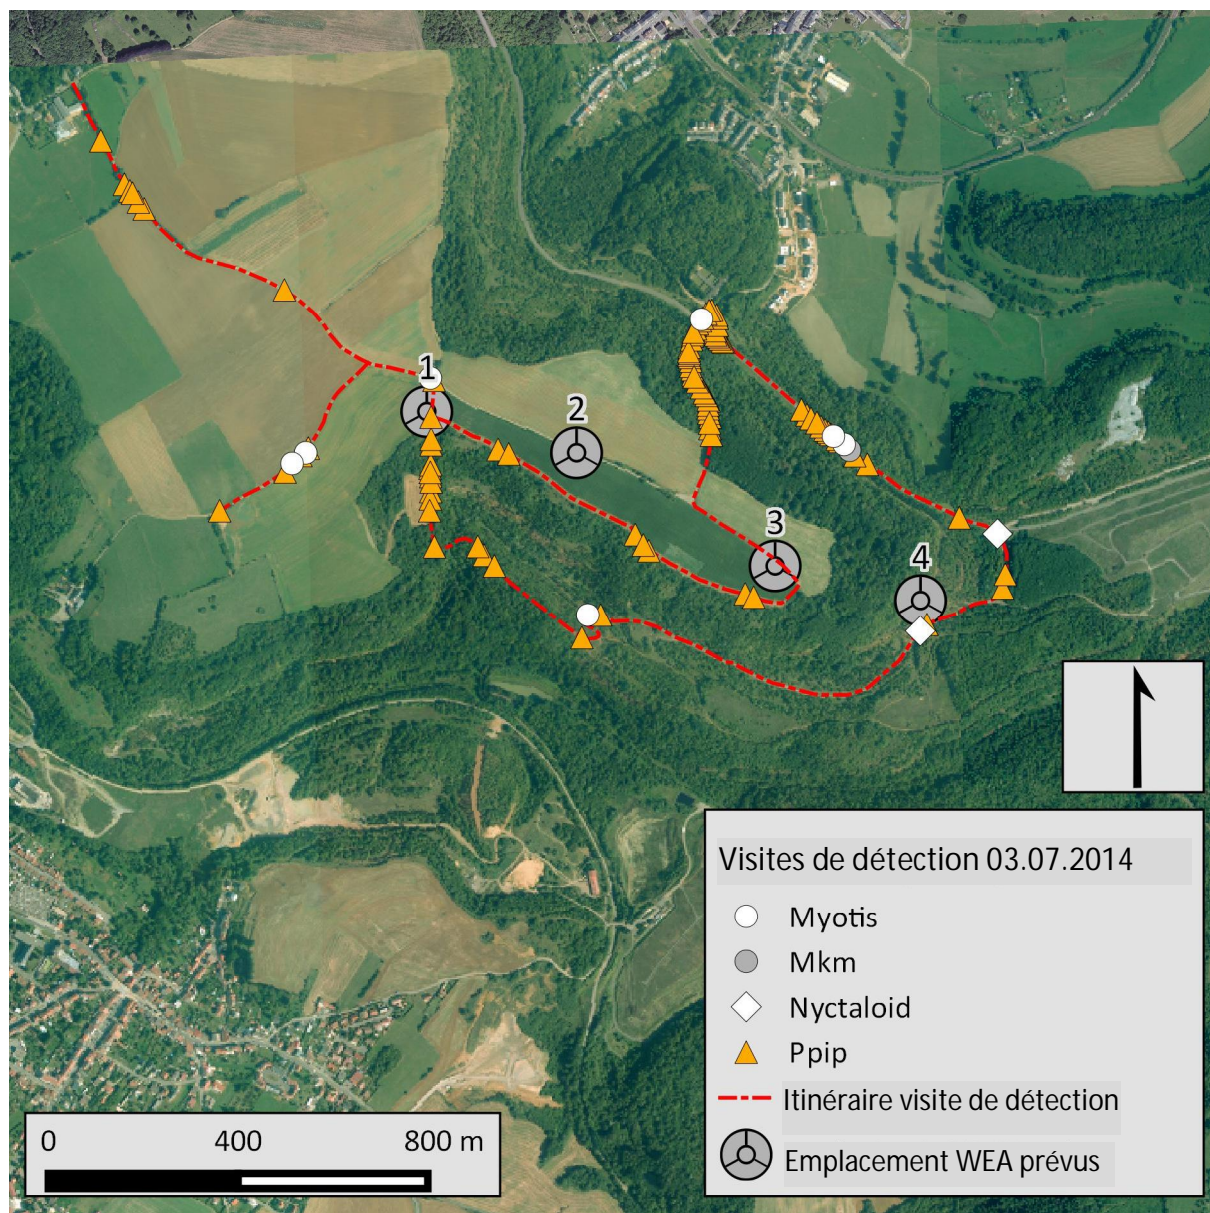 1
2
3
4
Visites de détection 03.07.2014
Myotis
Mkm
Nyctaloid
Ppip
Itinéraire visite de détection
Emplacement WEA prévus
0 400 800 m